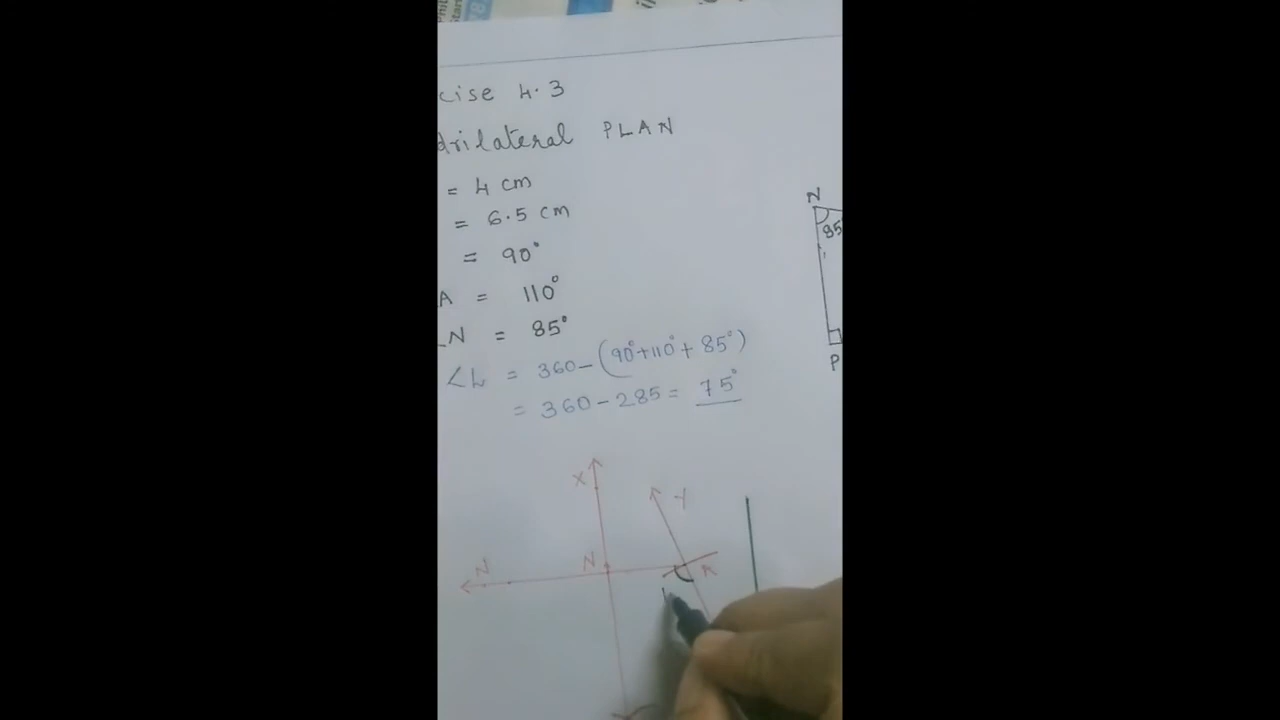 cise 4.3
drilateral PLAN
= 4 cm
= 6.5 cm
= 90°
A = 110°
∠N = 85°
∠L = 360-(90°+110°+85°)
= 360-285= 75°
N
85
P
X
Y
N
N
A